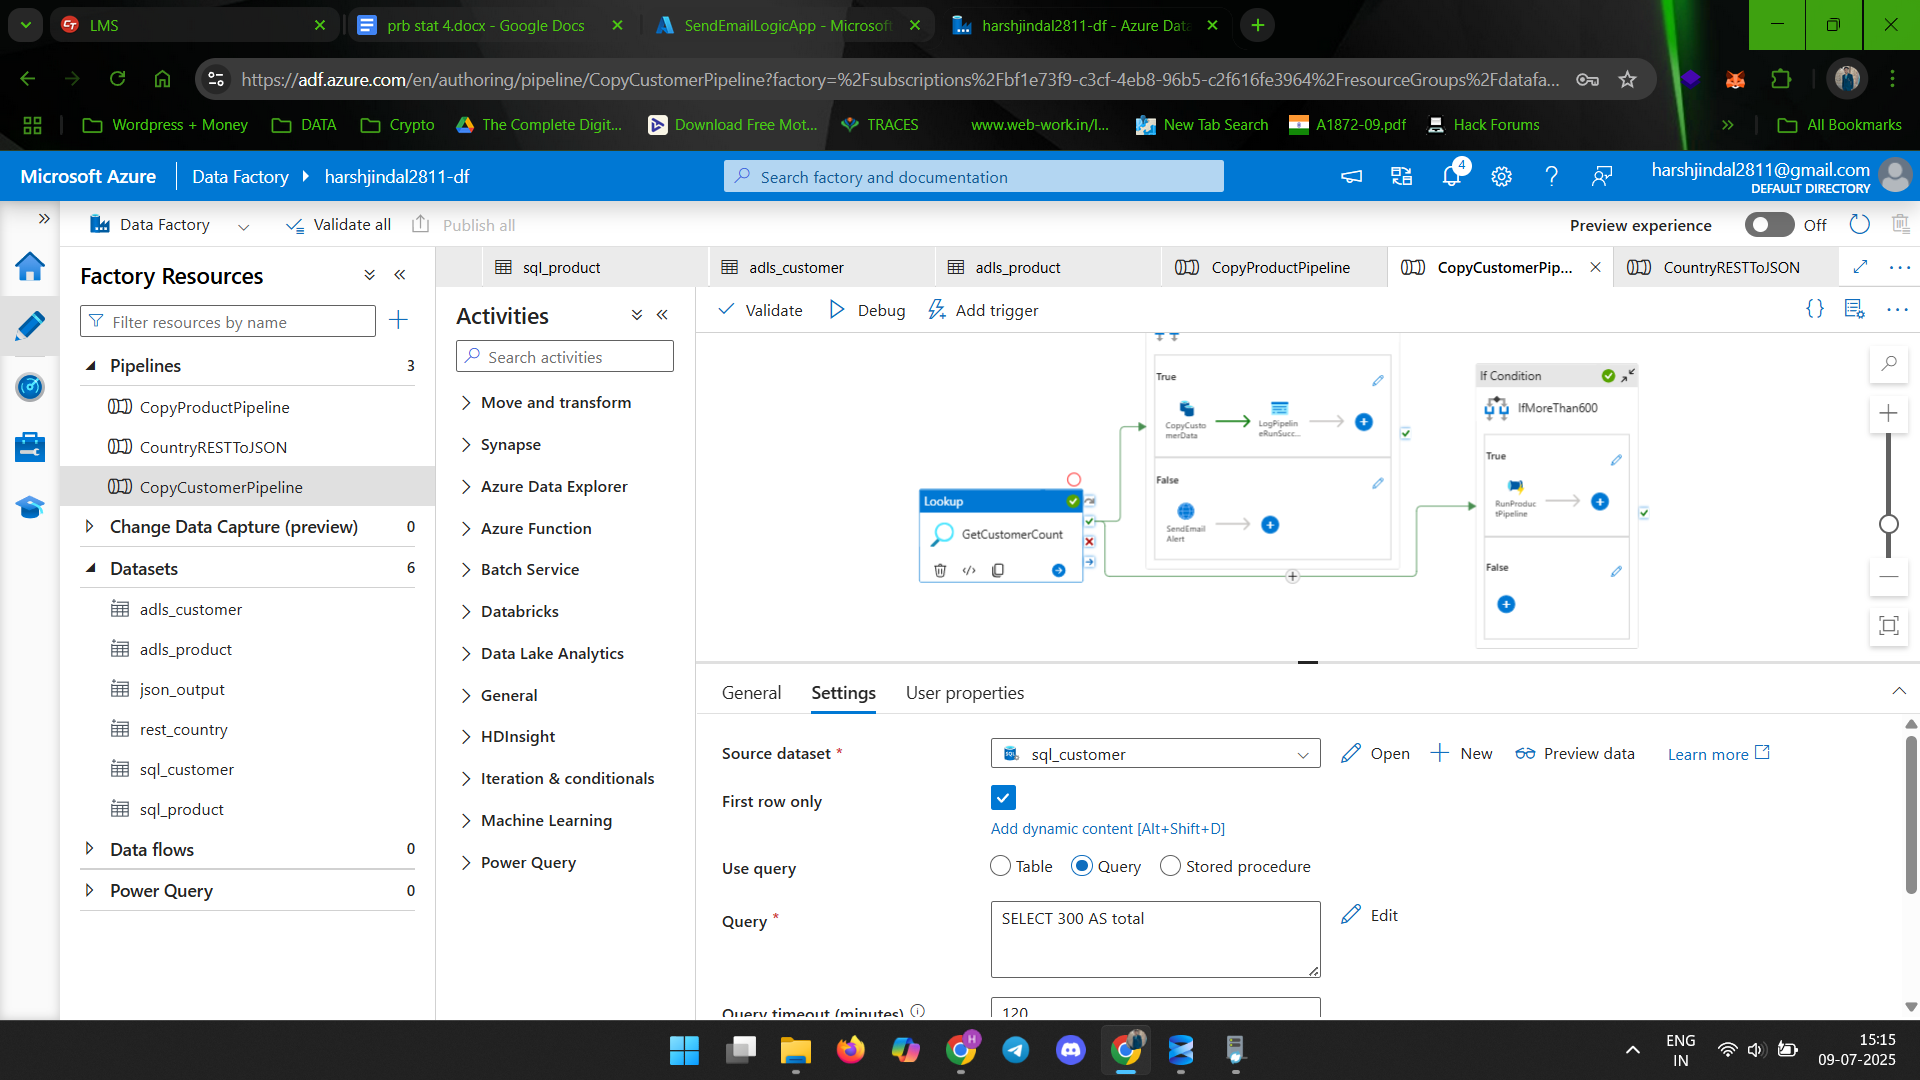 LMS
prb stat 4.docx - Google Docs
SendEmailLogicApp - Microsoft
harshjindal2811-df - Azure Data
https://adf.azure.com/en/authoring/pipeline/CopyCustomerPipeline?factory=%2Fsubscriptions%2Fbf1e73f9-c3cf-4eb8-96b5-c2f616fe3964%2FresourceGroups%2Fdatafa...
Wordpress + Money
DATA
Crypto
The Complete Digit...
Download Free Mot...
TRACES
www.web-work.in/l...
New Tab Search
A1872-09.pdf
Hack Forums
All Bookmarks
Microsoft Azure
Data Factory
harshjindal2811-df
Search factory and documentation
4
harshjindal2811@gmail.com
DEFAULT DIRECTORY
Data Factory
Validate all
Publish all
Preview experience
Off
Factory Resources
Filter resources by name
Pipelines 3
CopyProductPipeline
CountryRESTToJSON
CopyCustomerPipeline
Change Data Capture (preview) 0
Datasets 6
adls_customer
adls_product
json_output
rest_country
sql_customer
sql_product
Data flows 0
Power Query 0
sql_product
adls_customer
adls_product
CopyProductPipeline
CopyCustomerPip...
CountryRESTToJSON
Activities
Search activities
Move and transform
Synapse
Azure Data Explorer
Azure Function
Batch Service
Databricks
Data Lake Analytics
General
HDInsight
Iteration & conditionals
Machine Learning
Power Query
Validate
Debug
Add trigger
Lookup
GetCustomerCount
True
CopyCusto
merData
LogPipelin
eRunSucc...
False
SendEmail
Alert
If Condition
IfMoreThan600
True
RunProduc
tPipeline
False
General
Settings
User properties
Source dataset *
sql_customer
Open
New
Preview data
Learn more
First row only
Add dynamic content [Alt+Shift+D]
Use query
Table
Query
Stored procedure
Query *
SELECT 300 AS total
Edit
Query timeout (minutes)
120
H
ENG
IN
15:15
09-07-2025